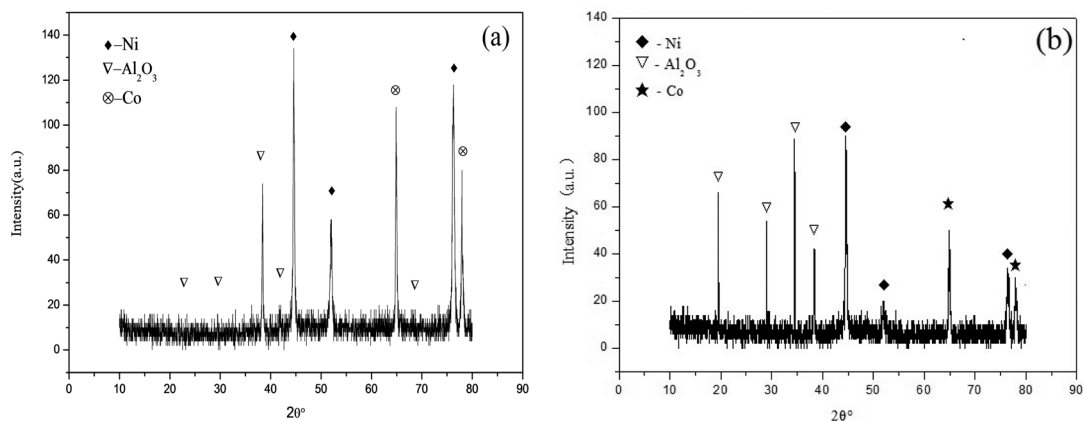 (a)
◆–Ni
▽–Al₂O₃
⊗–Co
Intensity(a.u.)
140
120
100
80
60
40
20
0
0 10 20 30 40 50 60 70 80 90
2θ°
(b)
◆ - Ni
▽ - Al₂O₃
★ - Co
Intensity (a.u.)
140
120
100
80
60
40
20
0
0 10 20 30 40 50 60 70 80 90
2θ°